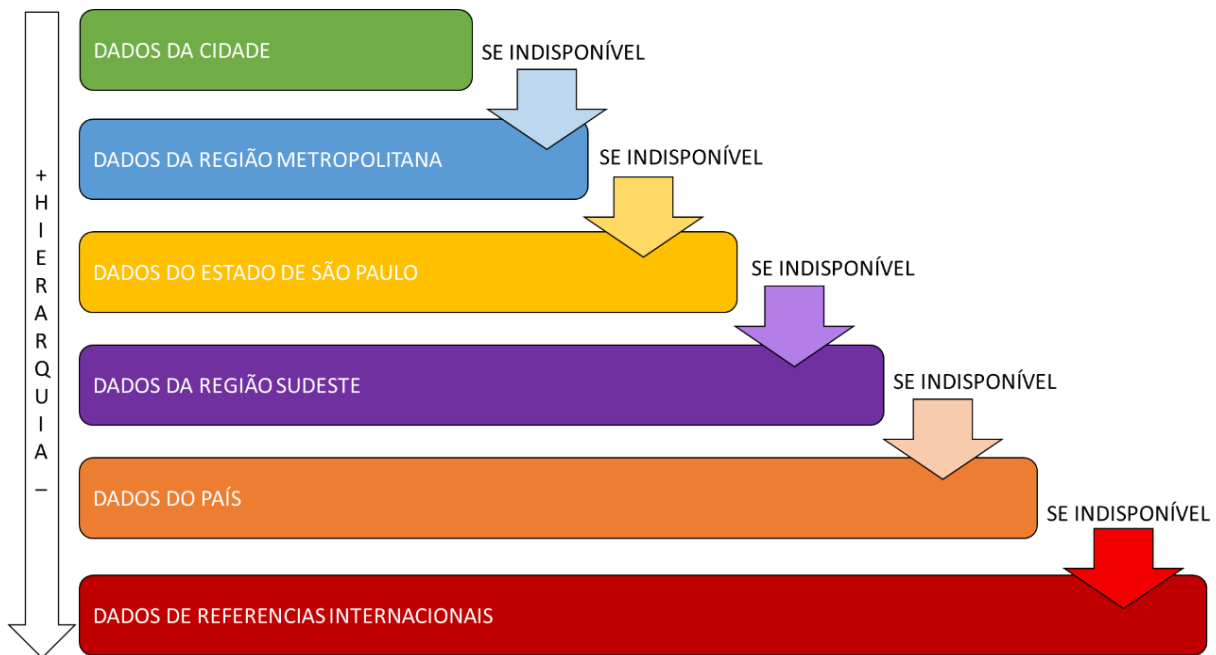 DADOS DA CIDADE
SE INDISPONÍVEL
DADOS DA REGIÃO METROPOLITANA
SE INDISPONÍVEL
DADOS DO ESTADO DE SÃO PAULO
SE INDISPONÍVEL
DADOS DA REGIÃO SUDESTE
SE INDISPONÍVEL
DADOS DO PAÍS
SE INDISPONÍVEL
DADOS DE REFERENCIAS INTERNACIONAIS
+
H
I
E
R
A
R
Q
U
I
A
–